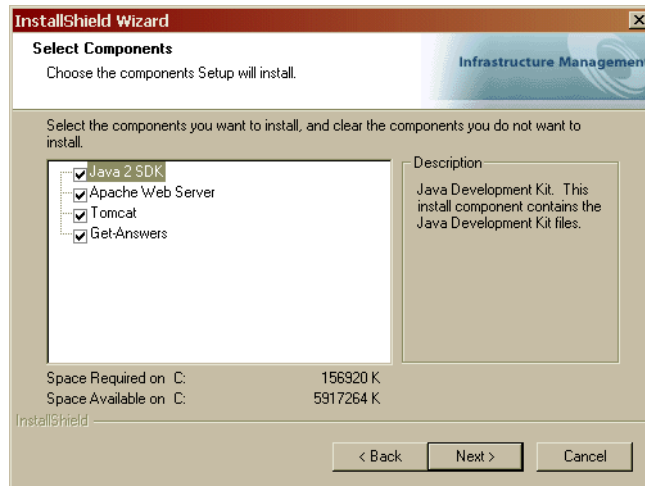 InstallShield Wizard
Select Components
Choose the components Setup will install.
Infrastructure Management
Select the components you want to install, and clear the components you do not want to
install.
Java 2 SDK
Apache Web Server
Tomcat
Get-Answers
Description
Java Development Kit. This
install component contains the
Java Development Kit files.
Space Required on C: 156920 K
Space Available on C: 5917264 K
InstallShield
< Back
Next >
Cancel